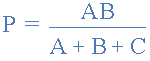 P = AB / (A + B + C)